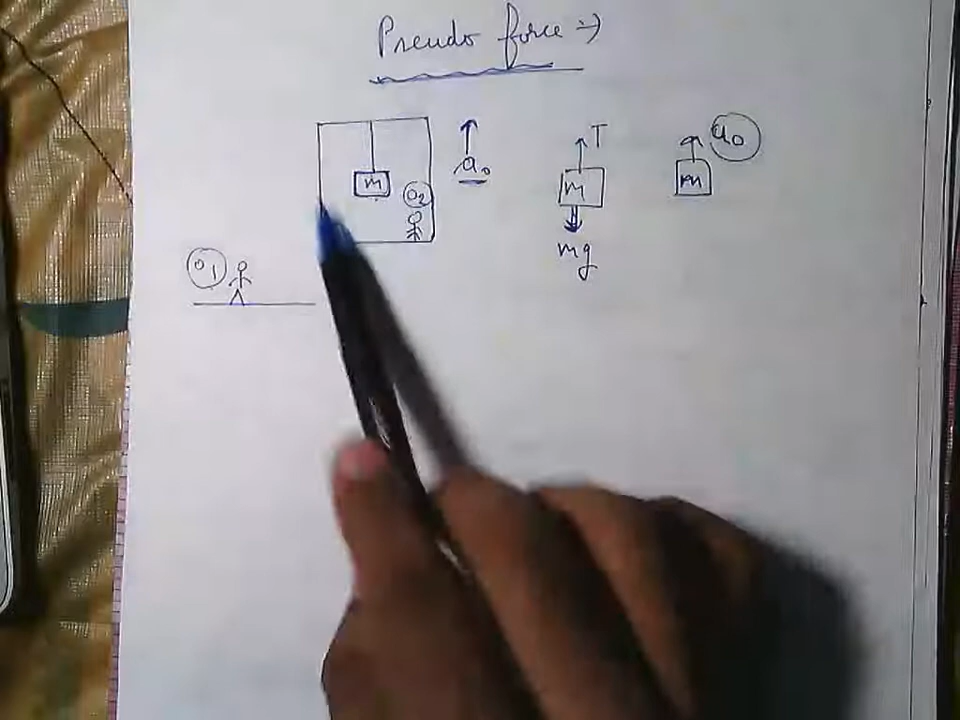 Pseudo force :→
m
a₀
T
m
mg
a₀
m
O₂
O₁